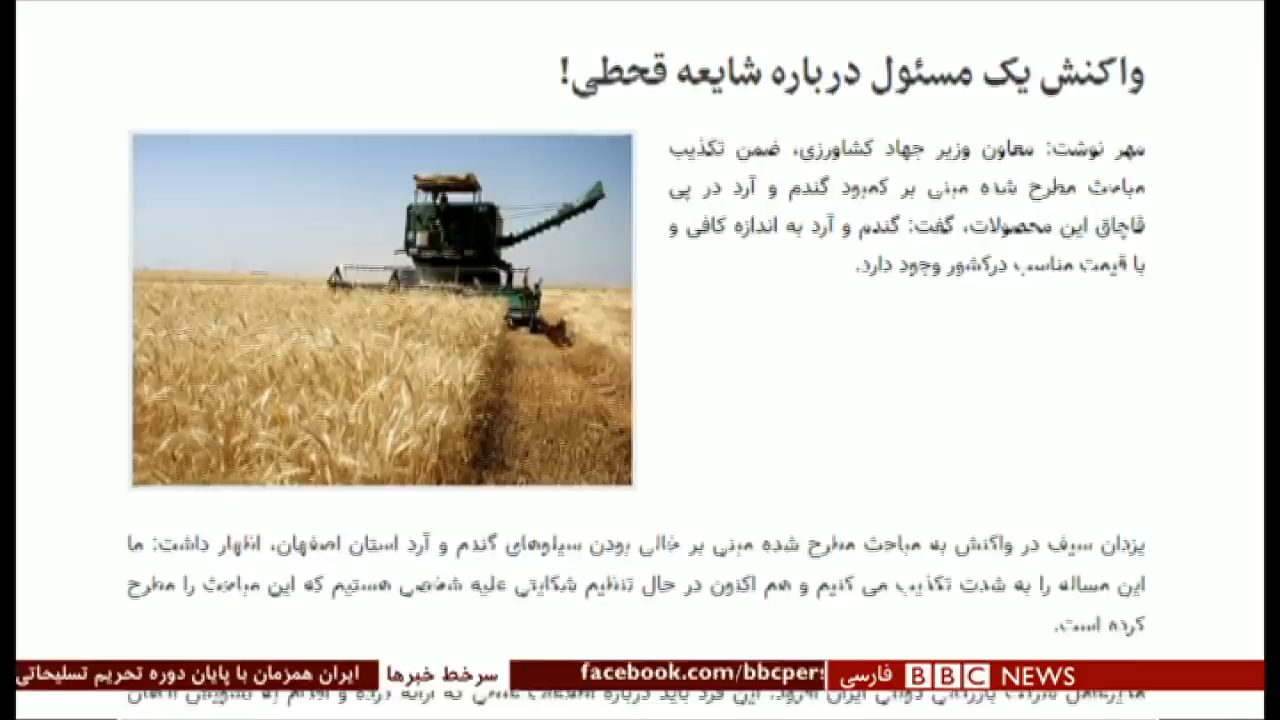 واکنش یک مسئول درباره شایعه قحطی!
مهر نوشت: معاون وزیر جهاد کشاورزی، ضمن تکذیب
مباحث مطرح شده مبنی بر کمبود گندم و آرد در پی
قاچاق این محصولات، گفت: گندم و آرد به اندازه کافی و
با قیمت مناسب درکشور وجود دارد.
یزدان سیف در واکنش به مباحث مطرح شده مبنی بر خالی بودن سیلوهای گندم و آرد استان اصفهان، اظهار داشت: ما
این مساله را به شدت تکذیب می کنیم و هم اکنون در حال تنظیم شکایتی علیه شخصی هستیم که این مباحث را مطرح
کرده است.
BBC NEWS فارسی
facebook.com/bbcpers
سرخط خبرها
ایران همزمان با پایان دوره تحریم تسلیحاتی